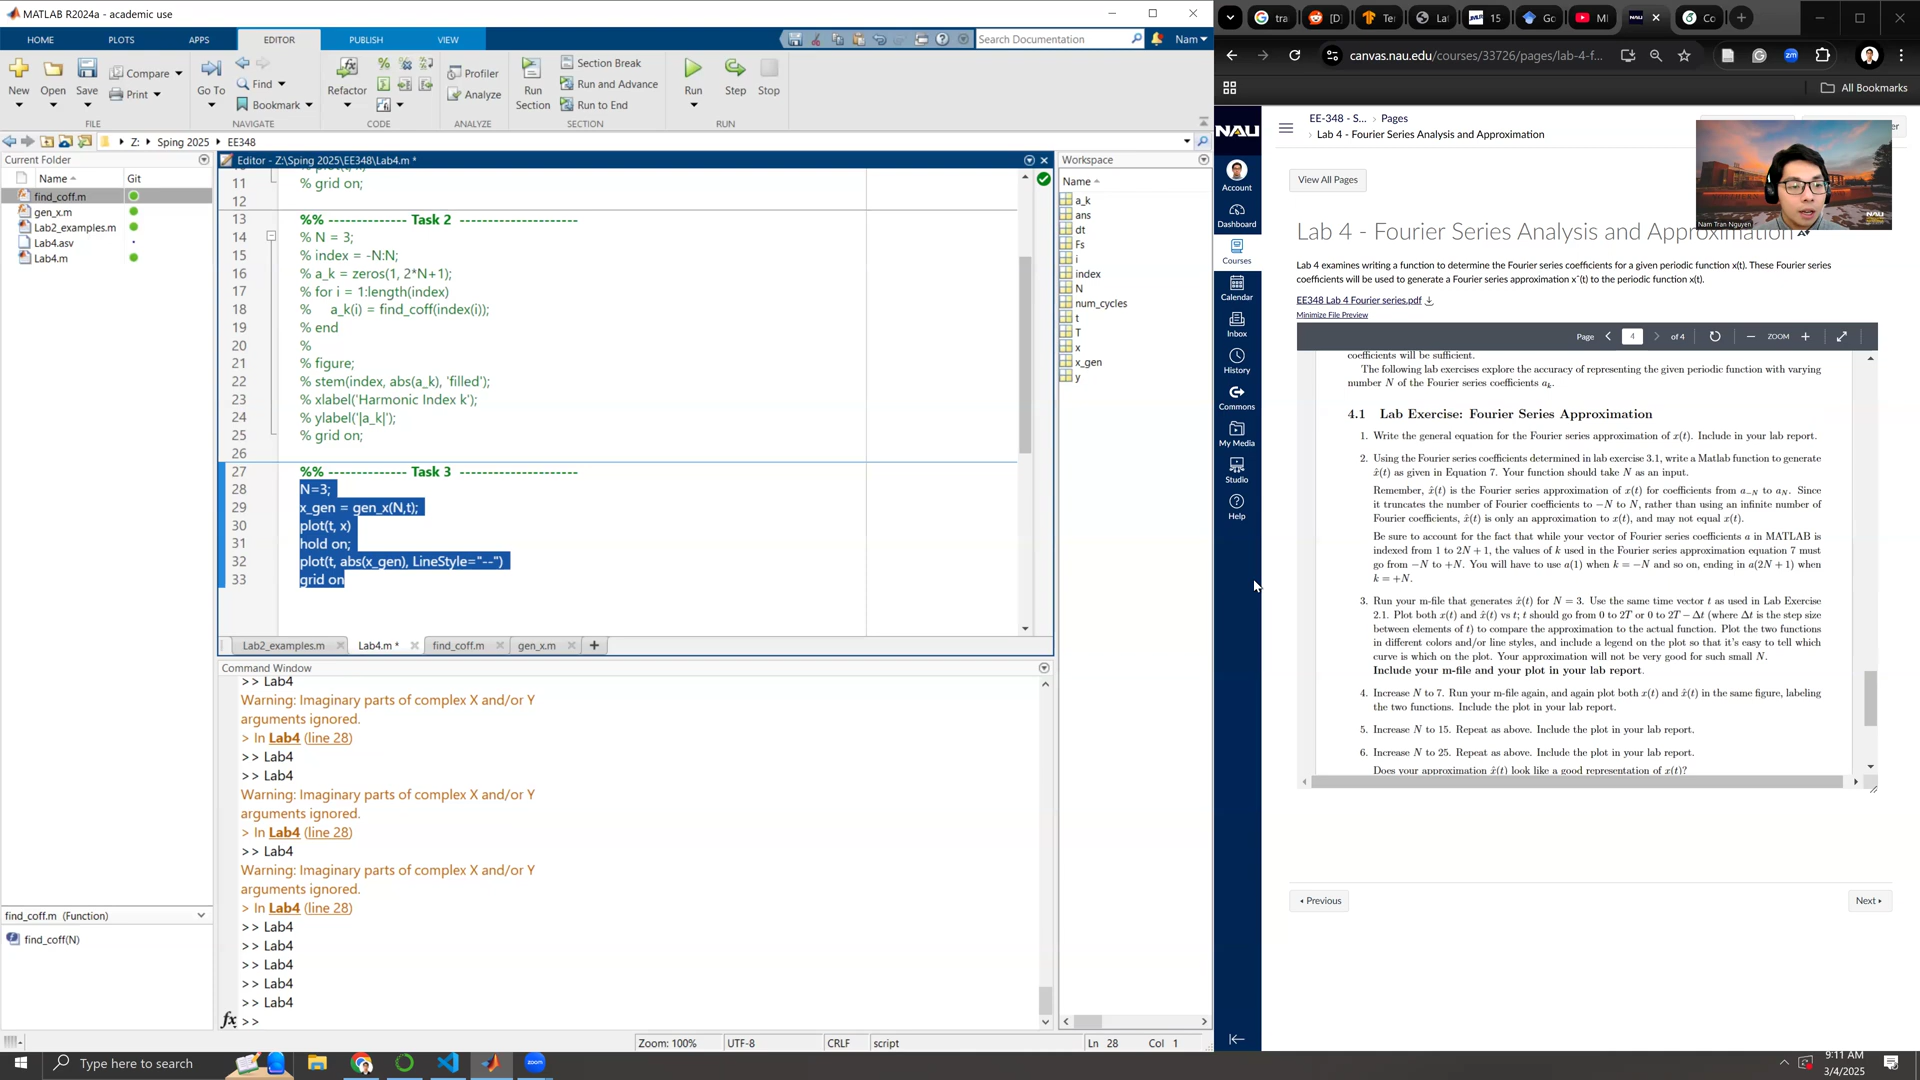 MATLAB R2024a - academic use
HOME PLOTS APPS EDITOR PUBLISH VIEW
Search Documentation
Nam
New Open Save Compare Print
Go To Find Bookmark
Refactor
Profiler Analyze
Run Section
Section Break
Run and Advance
Run to End
Run Step Stop
FILE NAVIGATE CODE ANALYZE SECTION RUN
Z: Sping 2025 EE348
Current Folder
Name Git
find_coff.m
gen_x.m
Lab2_examples.m
Lab4.asv
Lab4.m
find_coff.m (Function)
find_coff(N)
Editor - Z:\Sping 2025\EE348\Lab4.m *
11 % grid on;
12
13 %% -------------- Task 2 ---------------------
14 % N = 3;
15 % index = -N:N;
16 % a_k = zeros(1, 2*N+1);
17 % for i = 1:length(index)
18 % a_k(i) = find_coff(index(i));
19 % end
20 %
21 % figure;
22 % stem(index, abs(a_k), 'filled');
23 % xlabel('Harmonic Index k');
24 % ylabel('|a_k|');
25 % grid on;
26
27 %% -------------- Task 3 ---------------------
28 N=3;
29 x_gen = gen_x(N,t);
30 plot(t, x)
31 hold on;
32 plot(t, abs(x_gen), LineStyle="--")
33 grid on
Lab2_examples.m Lab4.m * find_coff.m gen_x.m
Command Window
>> Lab4
Warning: Imaginary parts of complex X and/or Y
arguments ignored.
> In Lab4 (line 28)
>> Lab4
>> Lab4
Warning: Imaginary parts of complex X and/or Y
arguments ignored.
> In Lab4 (line 28)
>> Lab4
Warning: Imaginary parts of complex X and/or Y
arguments ignored.
> In Lab4 (line 28)
>> Lab4
>> Lab4
>> Lab4
>> Lab4
>> Lab4
fx >>
Workspace
Name
a_k
ans
dt
Fs
i
index
N
num_cycles
t
T
x
x_gen
y
Zoom: 100% UTF-8 CRLF script Ln 28 Col 1
canvas.nau.edu/courses/33726/pages/lab-4-f...
All Bookmarks
NAU
Account
Dashboard
Courses
Calendar
Inbox
History
Commons
My Media
Studio
Help
EE-348 - S... › Pages
› Lab 4 - Fourier Series Analysis and Approximation
View All Pages
Nam Tran Nguyen
Lab 4 - Fourier Series Analysis and Approximation
Lab 4 examines writing a function to determine the Fourier series coefficients for a given periodic function x(t). These Fourier series
coefficients will be used to generate a Fourier series approximation xˆ(t) to the periodic function x(t).
EE348 Lab 4 Fourier series.pdf
Minimize File Preview
Page 4 of 4 ZOOM
coefficients will be sufficient.
The following lab exercises explore the accuracy of representing the given periodic function with varying
number N of the Fourier series coefficients aₖ.
4.1 Lab Exercise: Fourier Series Approximation
1. Write the general equation for the Fourier series approximation of x(t). Include in your lab report.
2. Using the Fourier series coefficients determined in lab exercise 3.1, write a Matlab function to generate
x̂(t) as given in Equation 7. Your function should take N as an input.
Remember, x̂(t) is the Fourier series approximation of x(t) for coefficients from a₋N to aN. Since
it truncates the number of Fourier coefficients to −N to N, rather than using an infinite number of
Fourier coefficients, x̂(t) is only an approximation to x(t), and may not equal x(t).
Be sure to account for the fact that while your vector of Fourier series coefficients a in MATLAB is
indexed from 1 to 2N + 1, the values of k used in the Fourier series approximation equation 7 must
go from −N to +N. You will have to use a(1) when k = −N and so on, ending in a(2N + 1) when
k = +N.
3. Run your m-file that generates x̂(t) for N = 3. Use the same time vector t as used in Lab Exercise
2.1. Plot both x(t) and x̂(t) vs t; t should go from 0 to 2T or 0 to 2T − Δt (where Δt is the step size
between elements of t) to compare the approximation to the actual function. Plot the two functions
in different colors and/or line styles, and include a legend on the plot so that it's easy to tell which
curve is which on the plot. Your approximation will not be very good for such small N.
Include your m-file and your plot in your lab report.
4. Increase N to 7. Run your m-file again, and again plot both x(t) and x̂(t) in the same figure, labeling
the two functions. Include the plot in your lab report.
5. Increase N to 15. Repeat as above. Include the plot in your lab report.
6. Increase N to 25. Repeat as above. Include the plot in your lab report.
Does your approximation x̂(t) look like a good representation of x(t)?
Previous Next
Type here to search
9:11 AM
3/4/2025